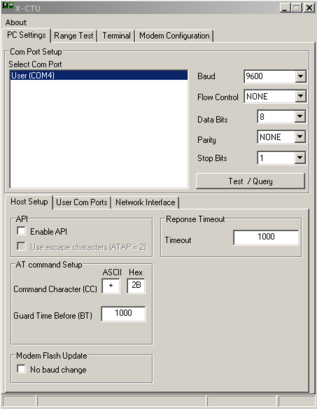 X-CTU
About
PC Settings Range Test Terminal Modem Configuration
Com Port Setup
Select Com Port
User (COM4)
Baud 9600
Flow Control NONE
Data Bits 8
Parity NONE
Stop Bits 1
Test / Query
Host Setup User Com Ports Network Interface
API
Enable API
Use escape characters (ATAP = 2)
Reponse Timeout
Timeout 1000
AT command Setup
ASCII Hex
Command Character (CC) + 2B
Guard Time Before (BT) 1000
Modem Flash Update
No baud change